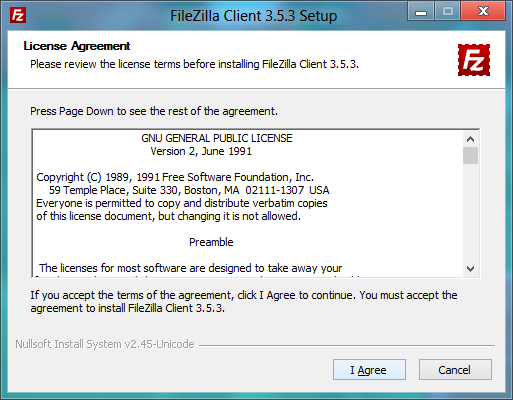 FileZilla Client 3.5.3 Setup
License Agreement
Please review the license terms before installing FileZilla Client 3.5.3.
Fz
Press Page Down to see the rest of the agreement.
GNU GENERAL PUBLIC LICENSE
Version 2, June 1991
Copyright (C) 1989, 1991 Free Software Foundation, Inc.
59 Temple Place, Suite 330, Boston, MA 02111-1307 USA
Everyone is permitted to copy and distribute verbatim copies
of this license document, but changing it is not allowed.
Preamble
The licenses for most software are designed to take away your
If you accept the terms of the agreement, click I Agree to continue. You must accept the
agreement to install FileZilla Client 3.5.3.
Nullsoft Install System v2.45-Unicode
I Agree
Cancel